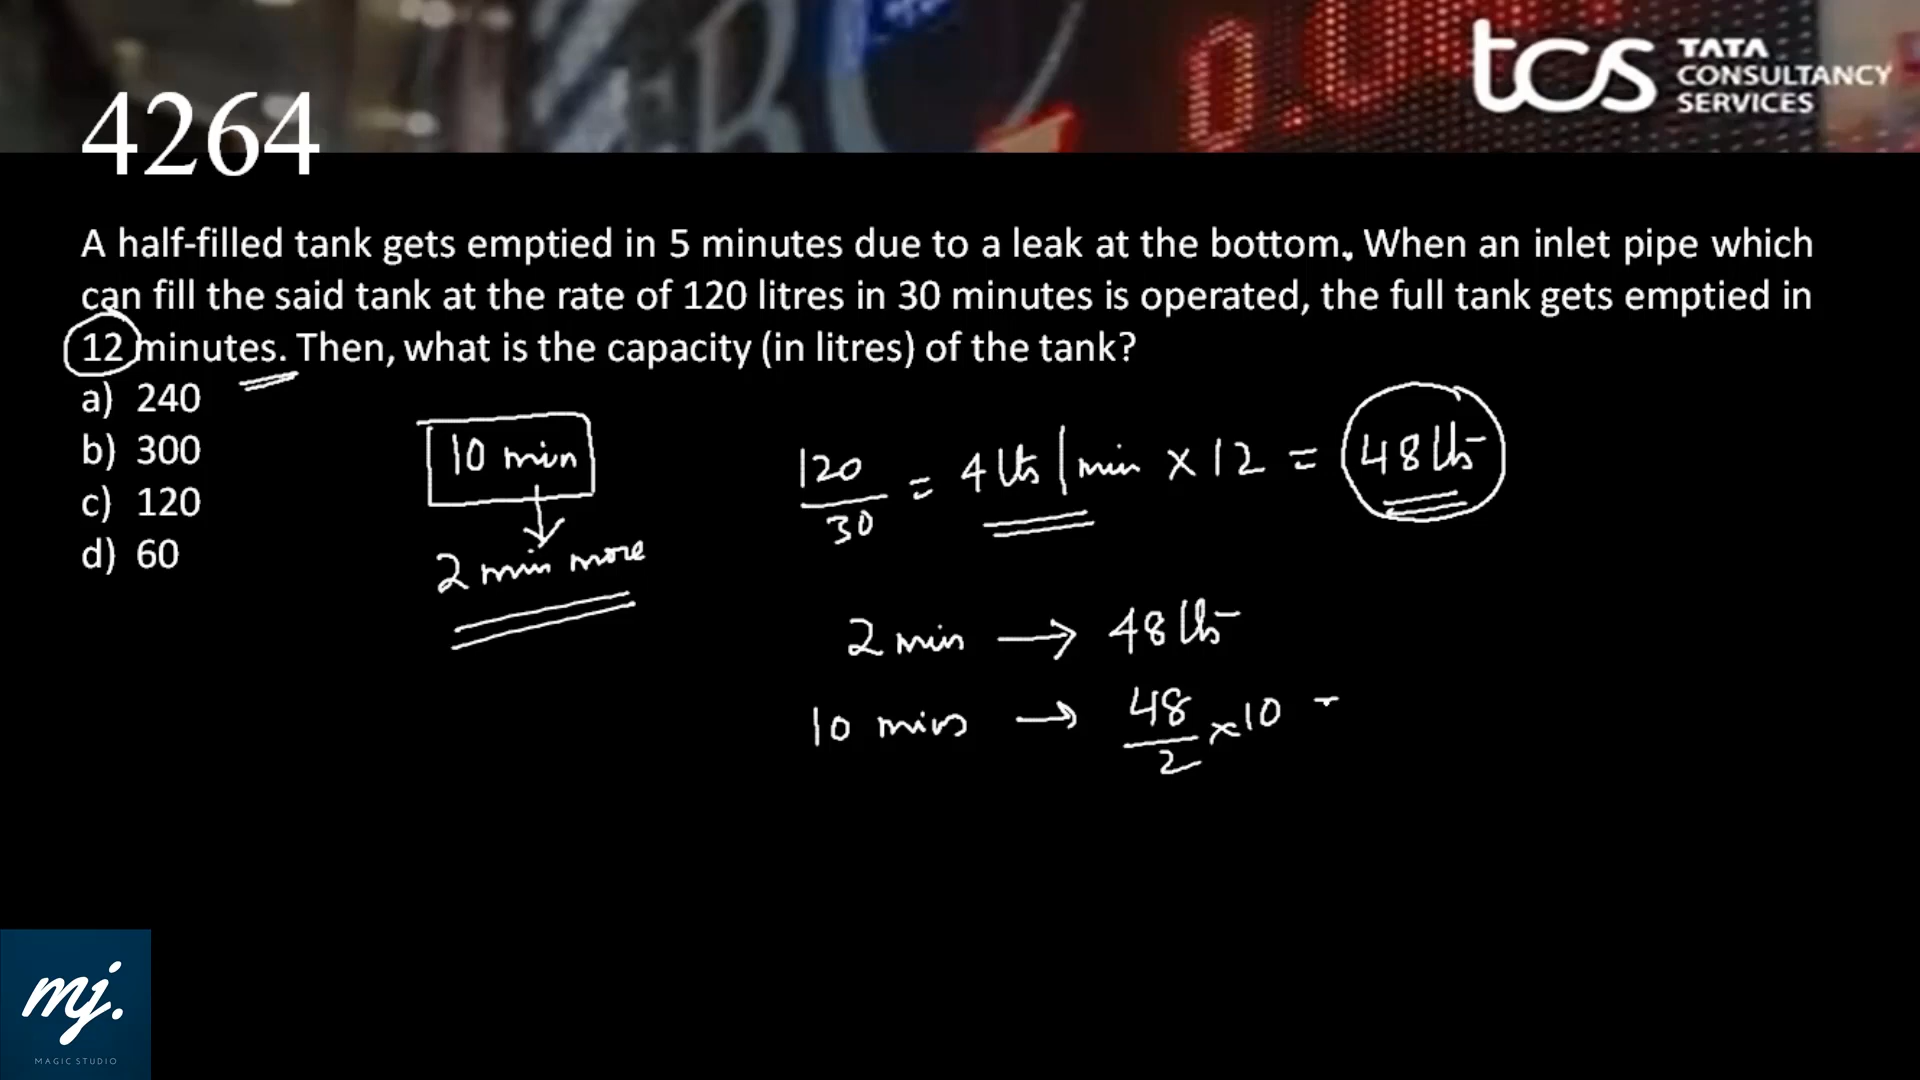 tcs TATA
CONSULTANCY
SERVICES
4264
A half-filled tank gets emptied in 5 minutes due to a leak at the bottom. When an inlet pipe which
can fill the said tank at the rate of 120 litres in 30 minutes is operated, the full tank gets emptied in
12 minutes. Then, what is the capacity (in litres) of the tank?
a) 240
b) 300
c) 120
d) 60
10 min
2 min more
120/30 = 4 lts/min × 12 = 48 lts
2 min → 48 lts
10 mins → 48/2 × 10 =
mj.
MAGIC STUDIO